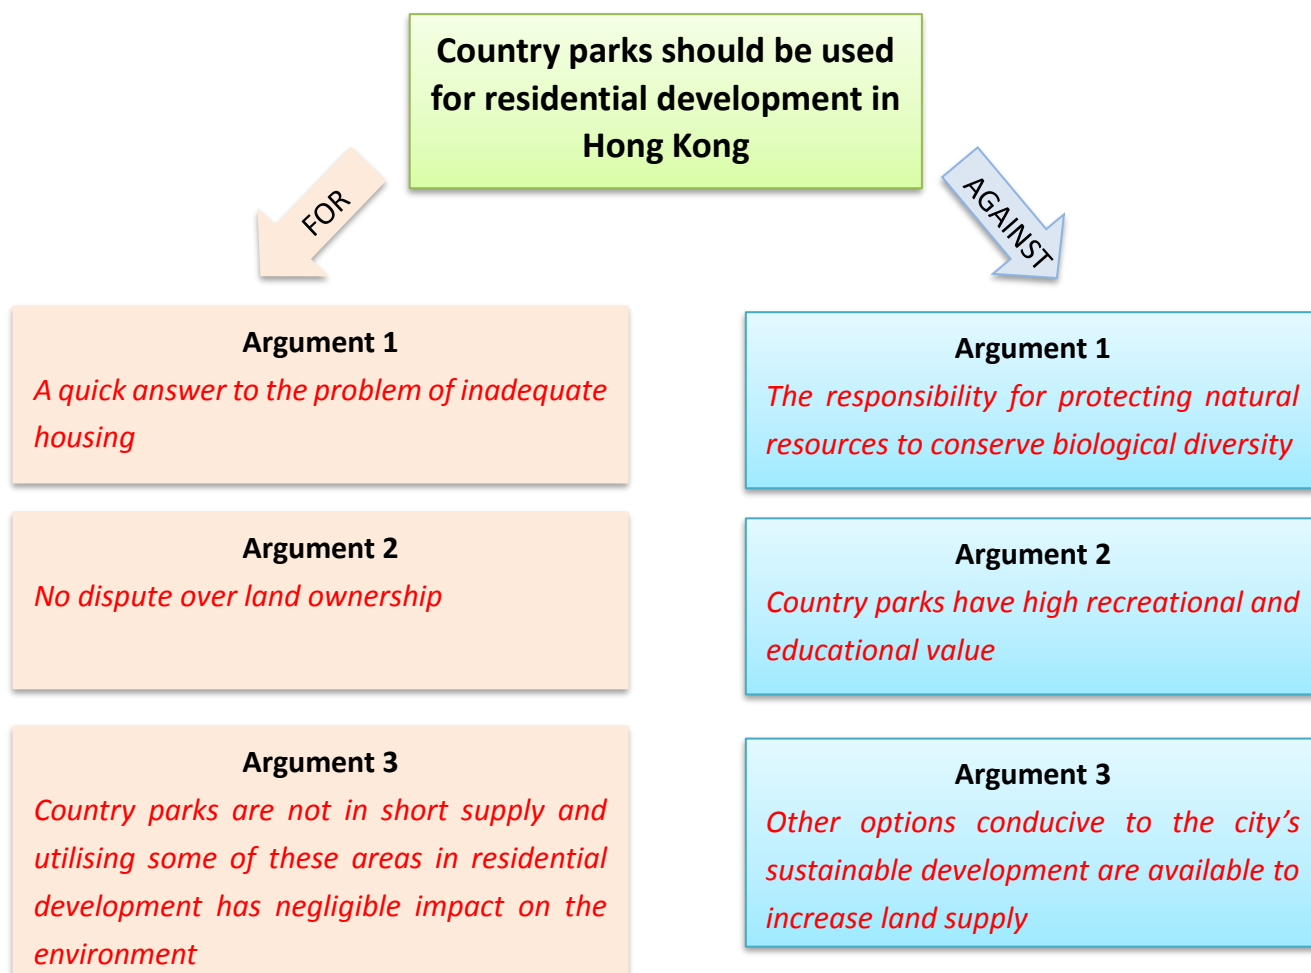 Country parks should be used
for residential development in
Hong Kong
FOR
AGAINST
Argument 1
A quick answer to the problem of inadequate
housing
Argument 2
No dispute over land ownership
Argument 3
Country parks are not in short supply and
utilising some of these areas in residential
development has negligible impact on the
environment
Argument 1
The responsibility for protecting natural
resources to conserve biological diversity
Argument 2
Country parks have high recreational and
educational value
Argument 3
Other options conducive to the city’s
sustainable development are available to
increase land supply